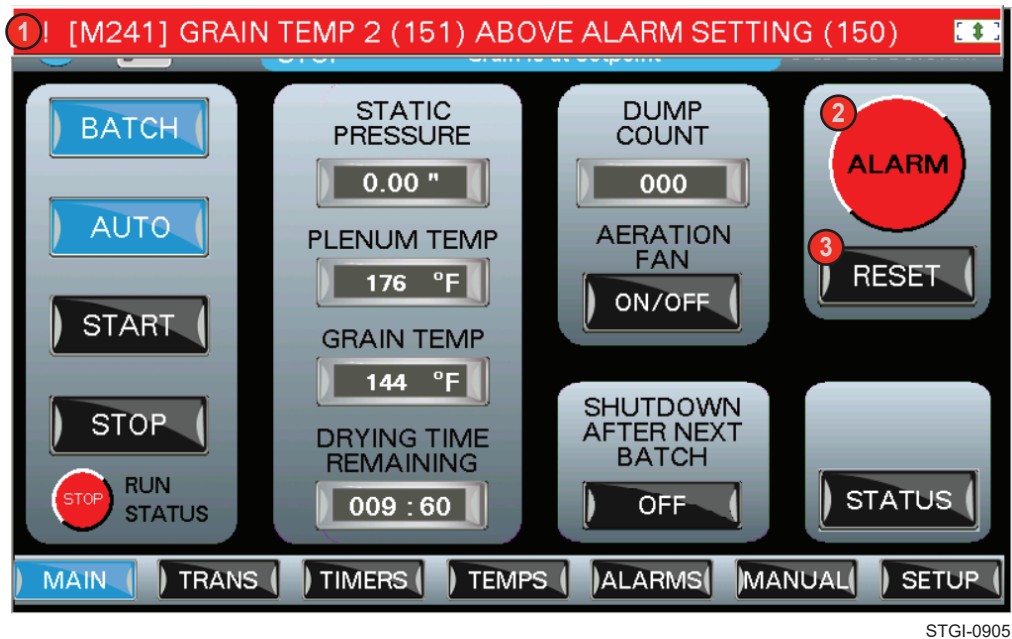 1
! [M241] GRAIN TEMP 2 (151) ABOVE ALARM SETTING (150)
BATCH
AUTO
START
STOP
STOP
RUN
STATUS
STATIC
PRESSURE
0.00 "
PLENUM TEMP
176 °F
GRAIN TEMP
144 °F
DRYING TIME
REMAINING
009 : 60
DUMP
COUNT
000
AERATION
FAN
ON/OFF
SHUTDOWN
AFTER NEXT
BATCH
OFF
2
ALARM
3
RESET
STATUS
MAIN
TRANS
TIMERS
TEMPS
ALARMS
MANUAL
SETUP
STGI-0905